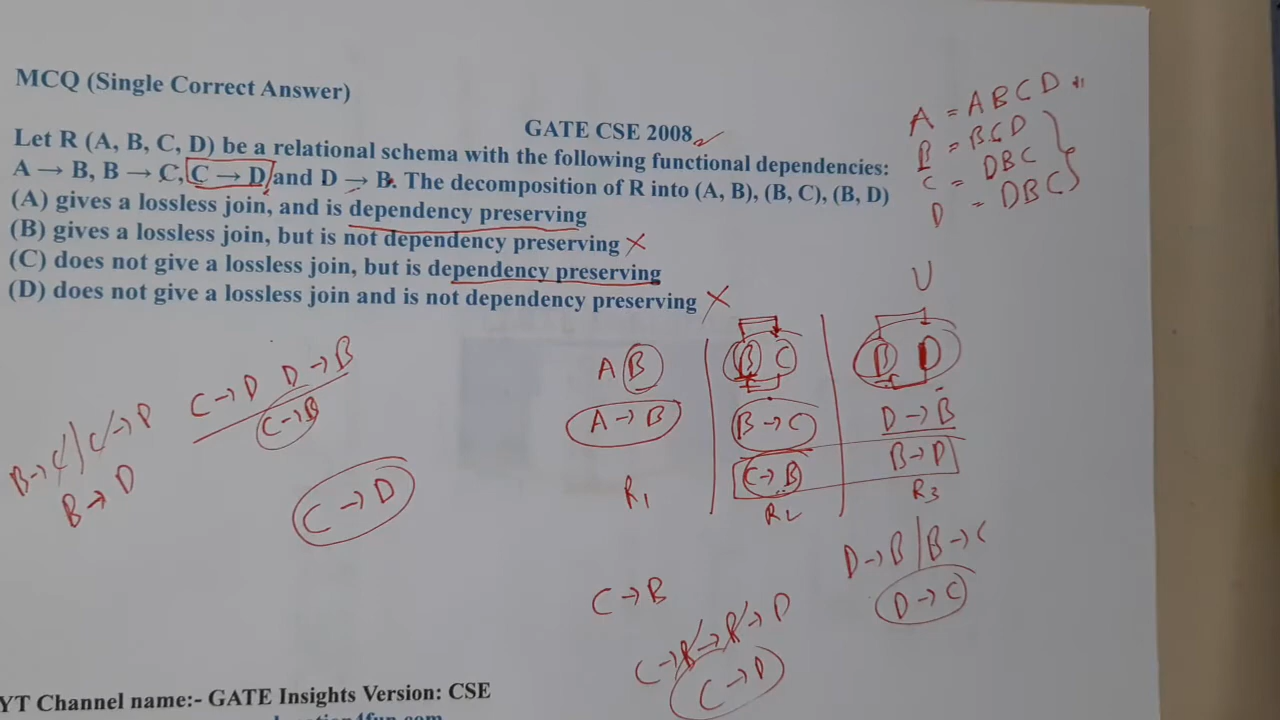 MCQ (Single Correct Answer)
GATE CSE 2008
Let R (A, B, C, D) be a relational schema with the following functional dependencies:
A → B, B → C, C → D and D → B. The decomposition of R into (A, B), (B, C), (B, D)
(A) gives a lossless join, and is dependency preserving
(B) gives a lossless join, but is not dependency preserving ×
(C) does not give a lossless join, but is dependency preserving
(D) does not give a lossless join and is not dependency preserving ×
A = ABCD
B = BCD
C = DBC
D = DBC
U
A B
B C
B D
A → B
B → C
D → B
C → B
B → D
R1
R2
R3
C → D D → B
C → B
B → C / C → D
B → D
C → D
D → B / B → C
D → C
C → B
C → B → B → D
C → D
YT Channel name:- GATE Insights Version: CSE